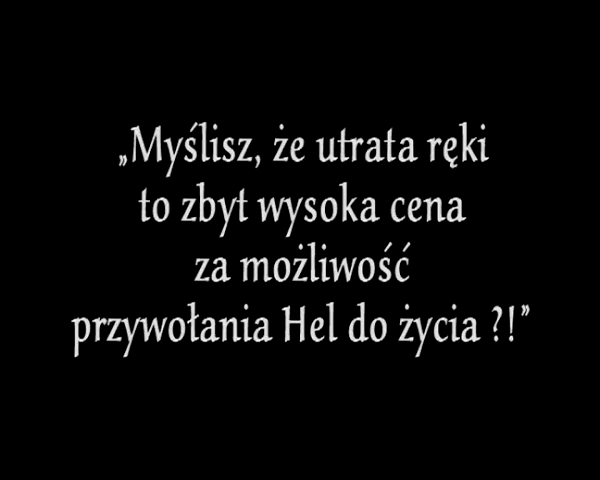 „Myślisz, że utrata ręki
to zbyt wysoka cena
za możliwość
przywołania Hel do życia ?!”